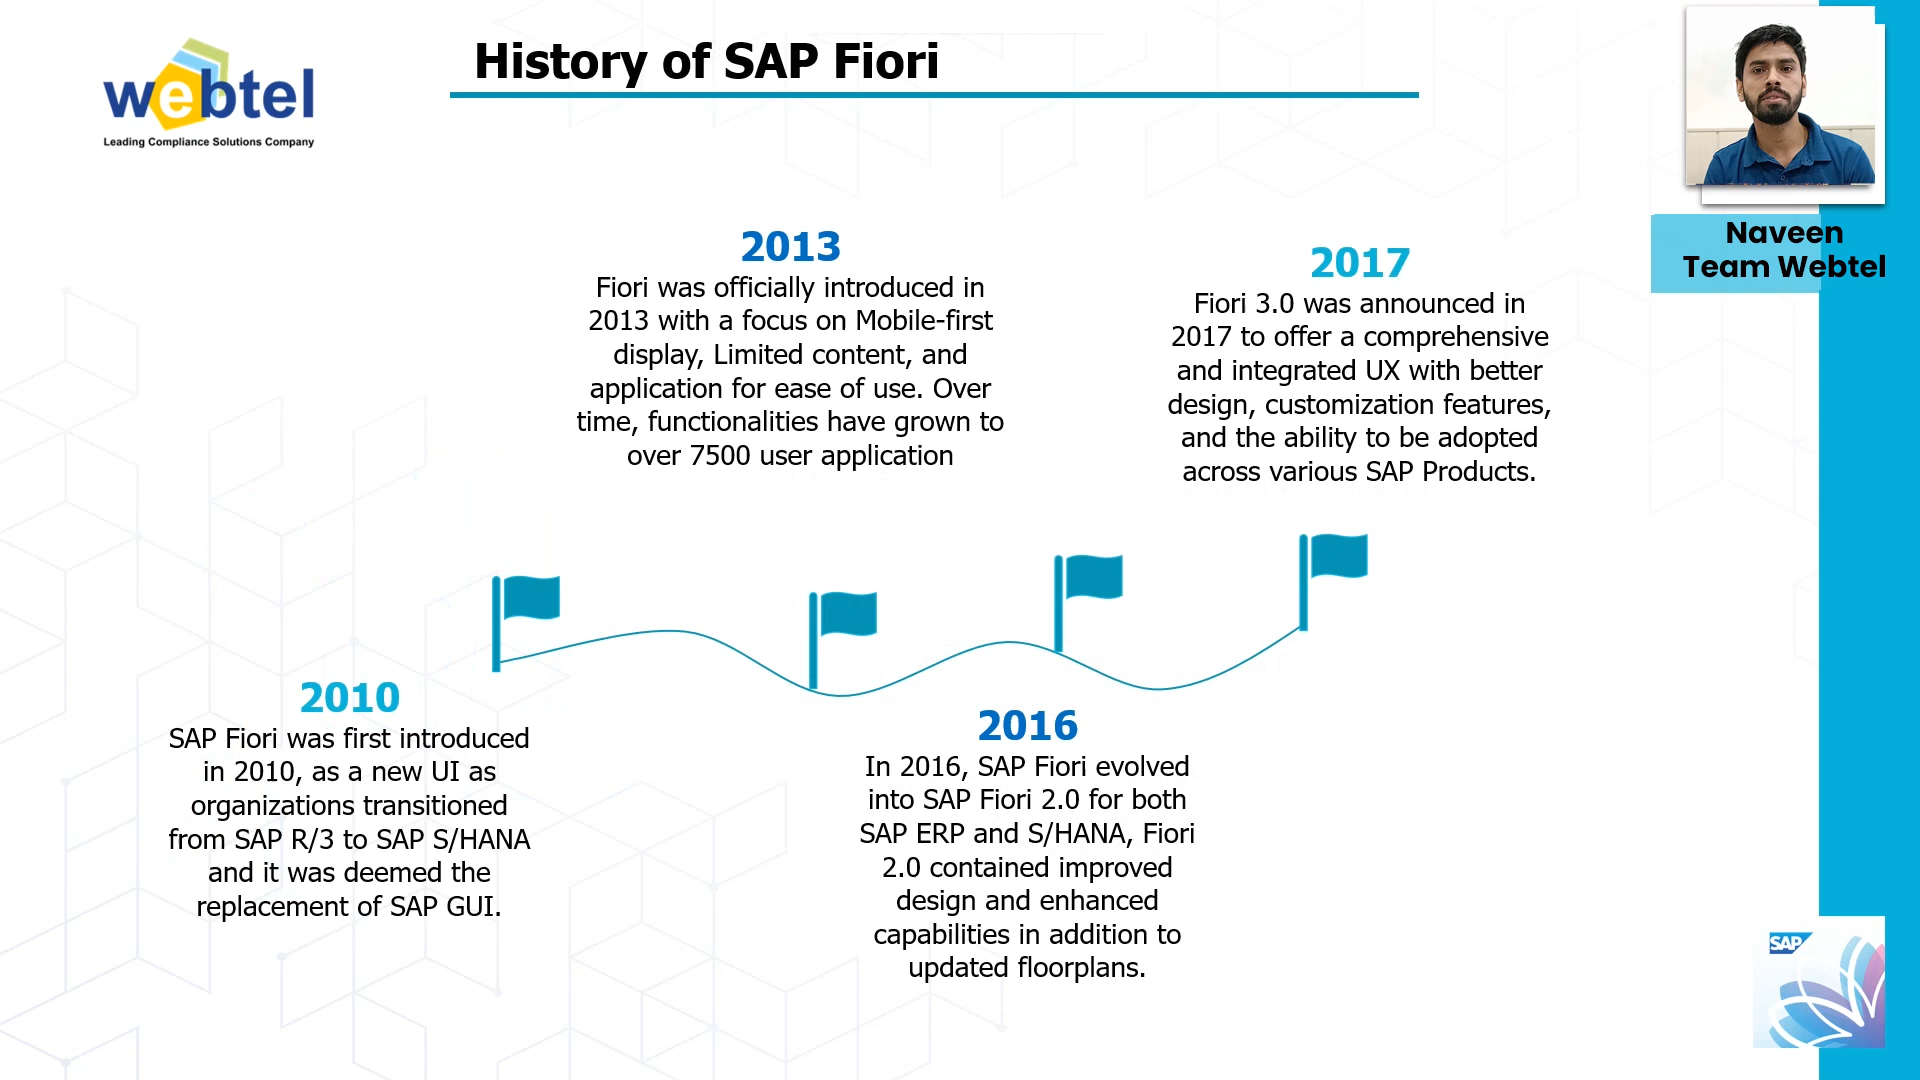 webtel
Leading Compliance Solutions Company
History of SAP Fiori
Naveen
Team Webtel
2010
SAP Fiori was first introduced
in 2010, as a new UI as
organizations transitioned
from SAP R/3 to SAP S/HANA
and it was deemed the
replacement of SAP GUI.
2013
Fiori was officially introduced in
2013 with a focus on Mobile-first
display, Limited content, and
application for ease of use. Over
time, functionalities have grown to
over 7500 user application
2016
In 2016, SAP Fiori evolved
into SAP Fiori 2.0 for both
SAP ERP and S/HANA, Fiori
2.0 contained improved
design and enhanced
capabilities in addition to
updated floorplans.
2017
Fiori 3.0 was announced in
2017 to offer a comprehensive
and integrated UX with better
design, customization features,
and the ability to be adopted
across various SAP Products.
SAP